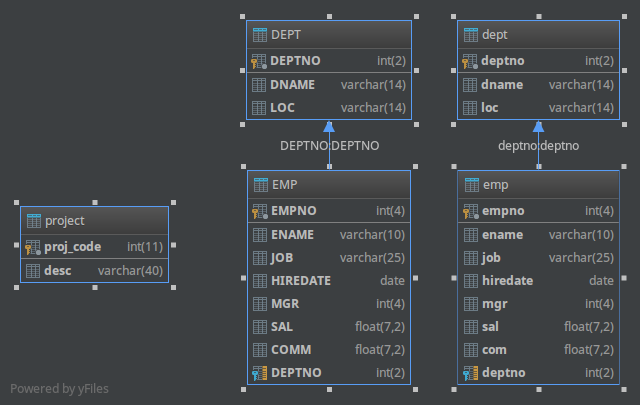 DEPT
DEPTNO int(2)
DNAME varchar(14)
LOC varchar(14)
dept
deptno int(2)
dname varchar(14)
loc varchar(14)
DEPTNO:DEPTNO
deptno:deptno
project
proj_code int(11)
desc varchar(40)
EMP
EMPNO int(4)
ENAME varchar(10)
JOB varchar(25)
HIREDATE date
MGR int(4)
SAL float(7,2)
COMM float(7,2)
DEPTNO int(2)
emp
empno int(4)
ename varchar(10)
job varchar(25)
hiredate date
mgr int(4)
sal float(7,2)
com float(7,2)
deptno int(2)
Powered by yFiles